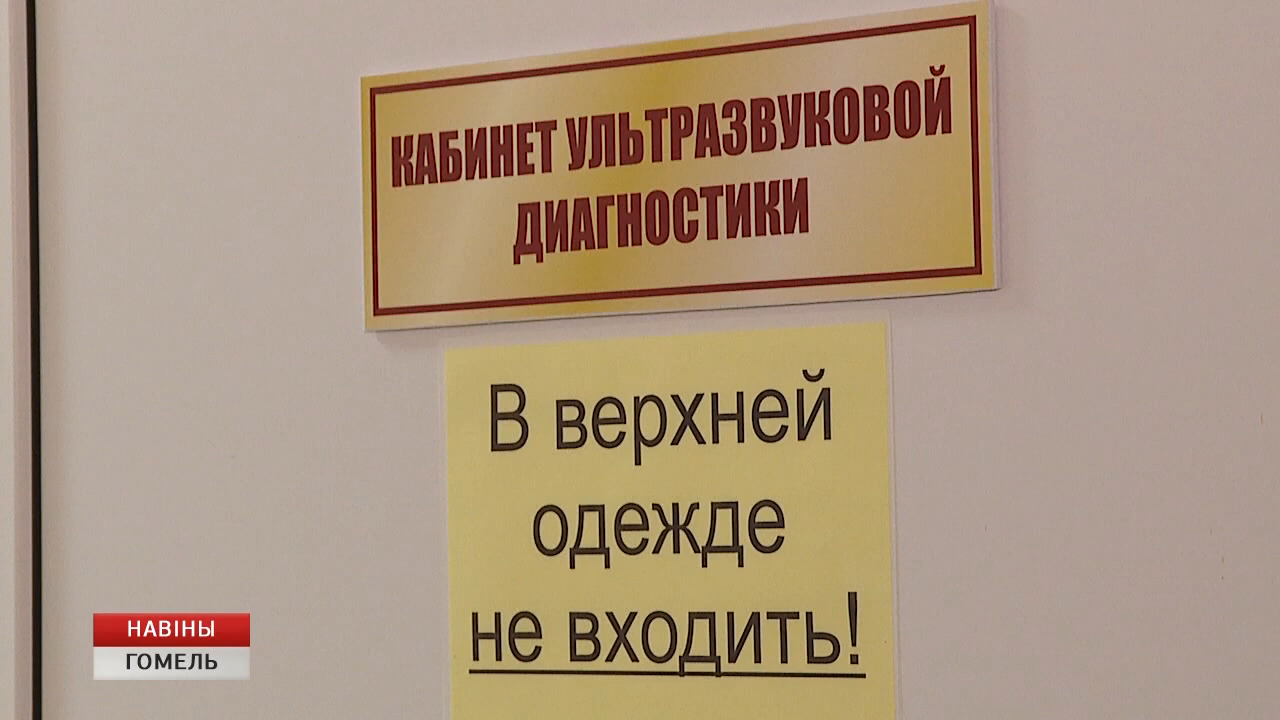 КАБИНЕТ УЛЬТРАЗВУКОВОЙ
ДИАГНОСТИКИ
В верхней
одежде
не входить!
НАВІНЫ
ГОМЕЛЬ